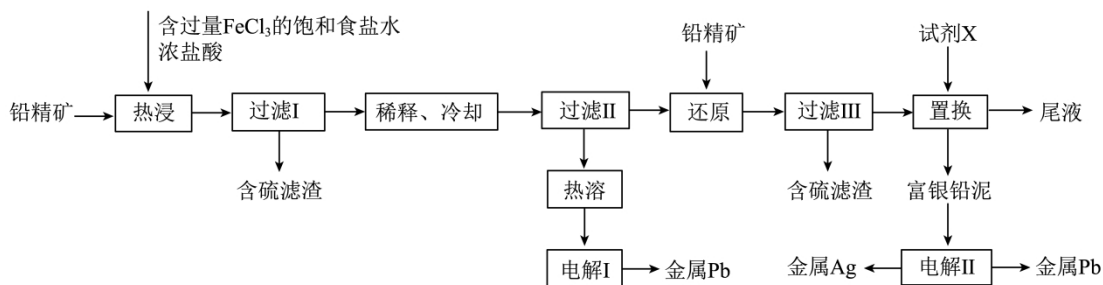 含过量FeCl₃的饱和食盐水
浓盐酸
铅精矿
试剂X
铅精矿
热浸
过滤I
稀释、冷却
过滤II
还原
过滤III
置换
尾液
含硫滤渣
热溶
含硫滤渣
富银铅泥
电解I
金属Pb
金属Ag
电解II
金属Pb